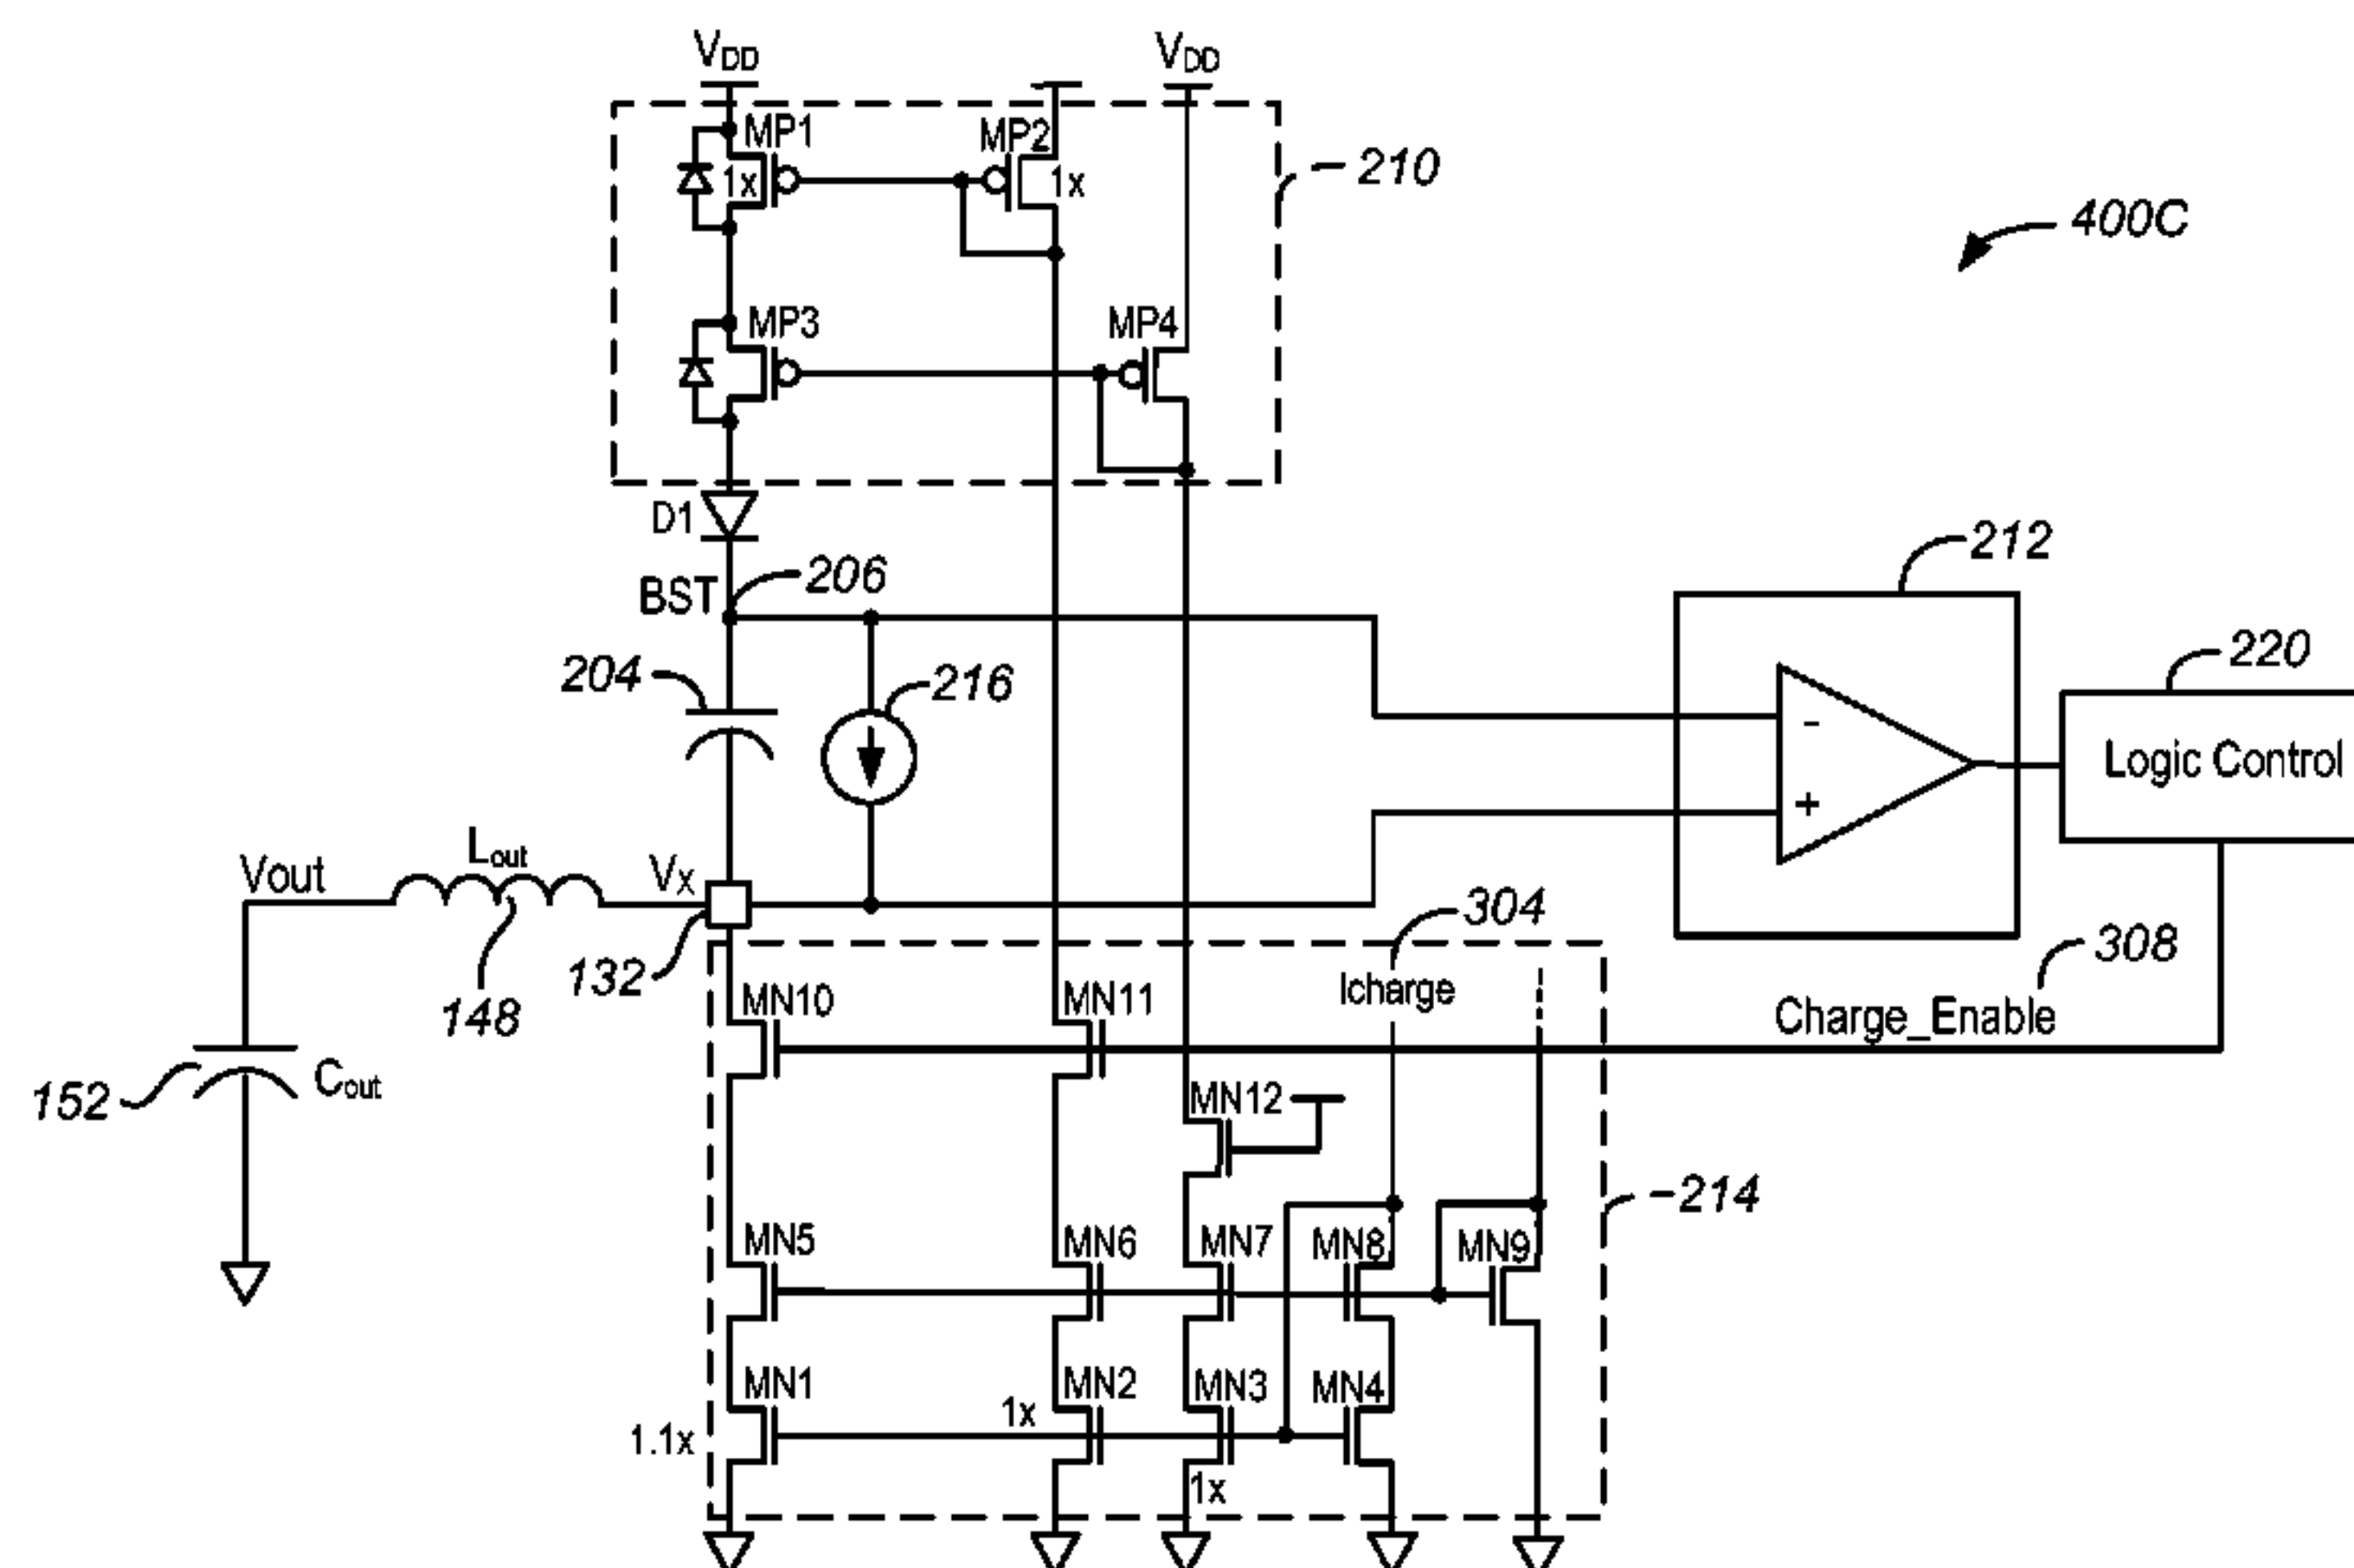 VDD
VDD
MP1
MP2
1x
1x
210
400C
MP3
MP4
D1
212
BST
206
204
216
220
-
Logic Control
+
Lout
Vout
VX
304
308
132
Icharge
148
MN10
MN11
Charge_Enable
152
Cout
MN12
214
MN5
MN6
MN7
MN8
MN9
MN1
MN2
MN3
MN4
1.1x
1x
1x